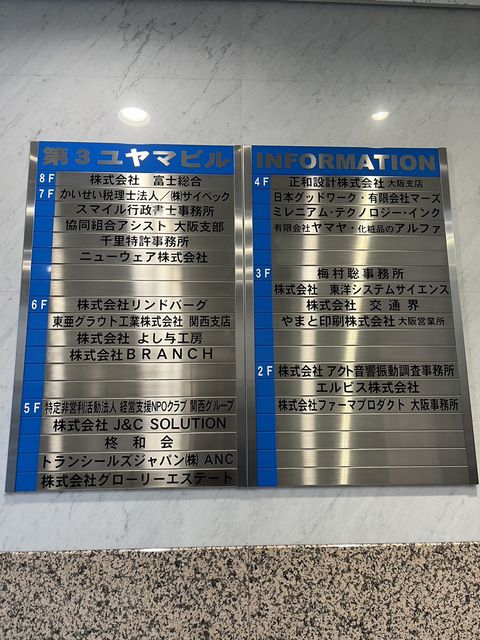 第3ユヤマビル
8F 株式会社 富士総合
7F かいせい税理士法人/㈱サイベック
スマイル行政書士事務所
協同組合アシスト 大阪支部
千里特許事務所
ニューウェア株式会社
6F 株式会社リンドバーグ
東亜グラウト工業株式会社 関西支店
株式会社 よし与工房
株式会社BRANCH
5F 特定非営利活動法人 経営支援NPOクラブ 関西グループ
株式会社 J&C SOLUTION
柊和会
トランシールズジャパン㈱ ANC
株式会社グローリーエステート
INFORMATION
4F 正和設計株式会社 大阪支店
日本グッドワーク・有限会社マーズ
ミレニアム・テクノロジー・インク
有限会社ヤマヤ・化粧品のアルファ
3F 梅村聡事務所
株式会社 東洋システムサイエンス
株式会社 交通界
やまと印刷株式会社 大阪営業所
2F 株式会社 アクト音響振動調査事務所
エルピス株式会社
株式会社ファーマプロダクト 大阪事務所